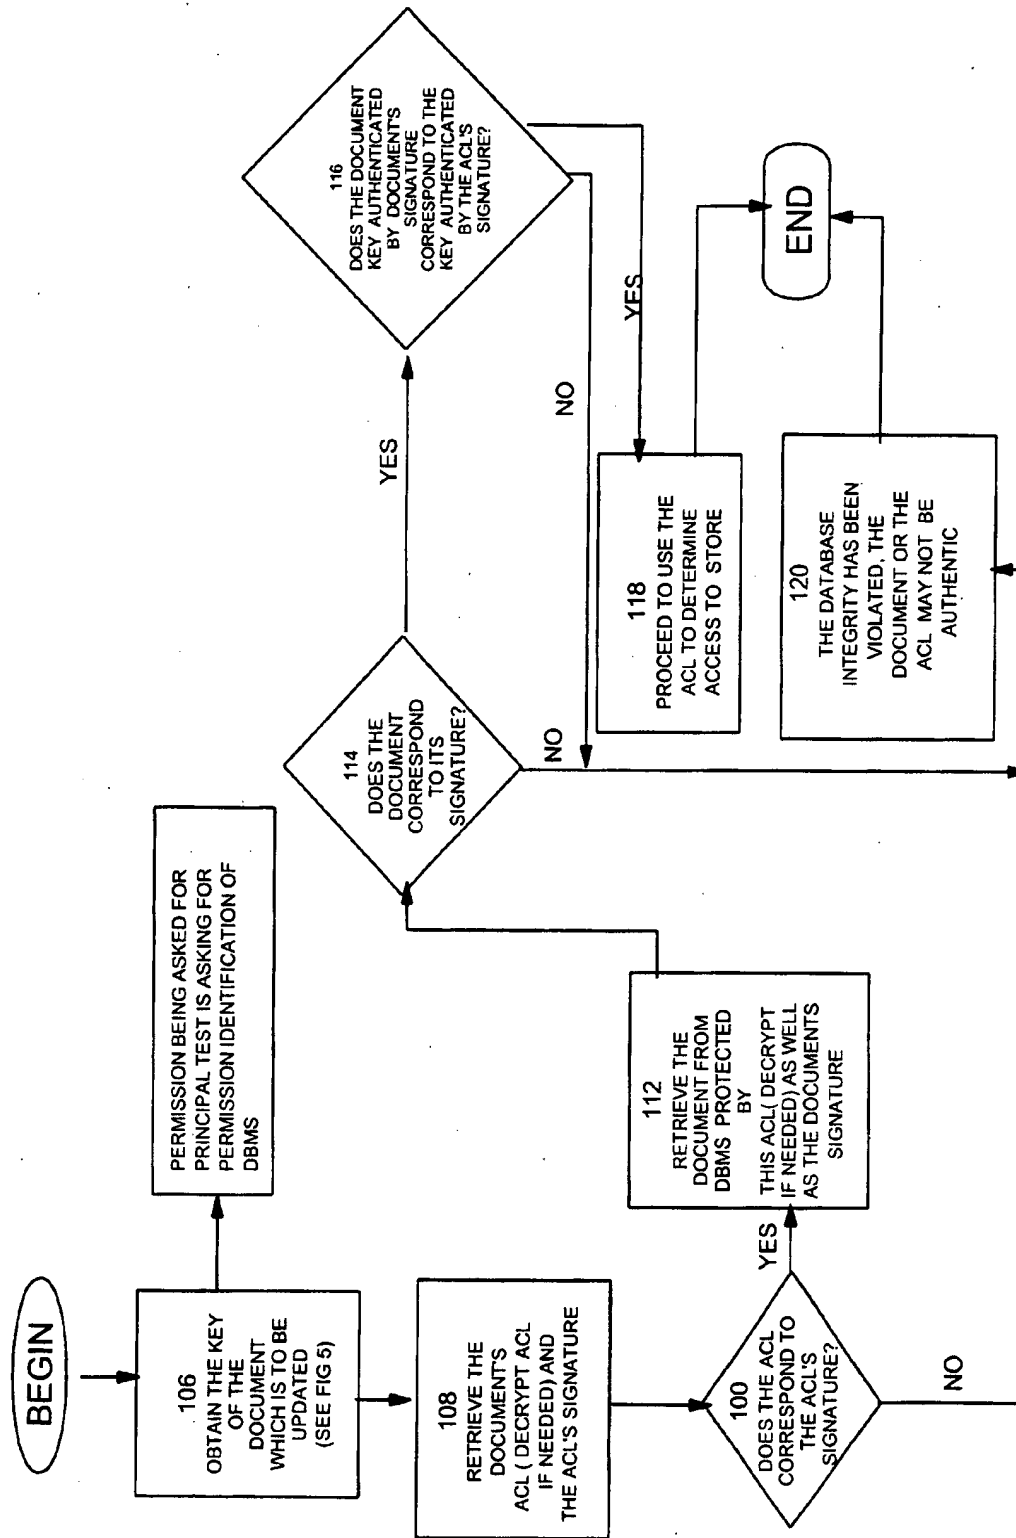 BEGIN
106
OBTAIN THE KEY
OF THE
DOCUMENT
WHICH IS TO BE
UPDATED
(SEE FIG 5)
PERMISSION BEING ASKED FOR
PRINCIPAL TEST IS ASKING FOR
PERMISSION IDENTIFICATION OF
DBMS
108
RETRIEVE THE
DOCUMENT'S
ACL ( DECRYPT ACL
IF NEEDED) AND
THE ACL'S SIGNATURE
100
DOES THE ACL
CORRESPOND TO
THE ACL'S
SIGNATURE?
YES
NO
112
RETRIEVE THE
DOCUMENT FROM
DBMS PROTECTED
BY
THIS ACL( DECRYPT
IF NEEDED) AS WELL
AS THE DOCUMENTS
SIGNATURE
114
DOES THE
DOCUMENT
CORRESPOND
TO ITS
SIGNATURE?
YES
NO
116
DOES THE DOCUMENT
KEY AUTHENTICATED
BY DOCUMENT'S
SIGNATURE
CORRESPOND TO THE
KEY AUTHENTICATED
BY THE ACL'S
SIGNATURE?
NO
YES
118
PROCEED TO USE THE
ACL TO DETERMINE
ACCESS TO STORE
120
THE DATABASE
INTEGRITY HAS BEEN
VIOLATED, THE
DOCUMENT OR THE
ACL MAY NOT BE
AUTHENTIC
END